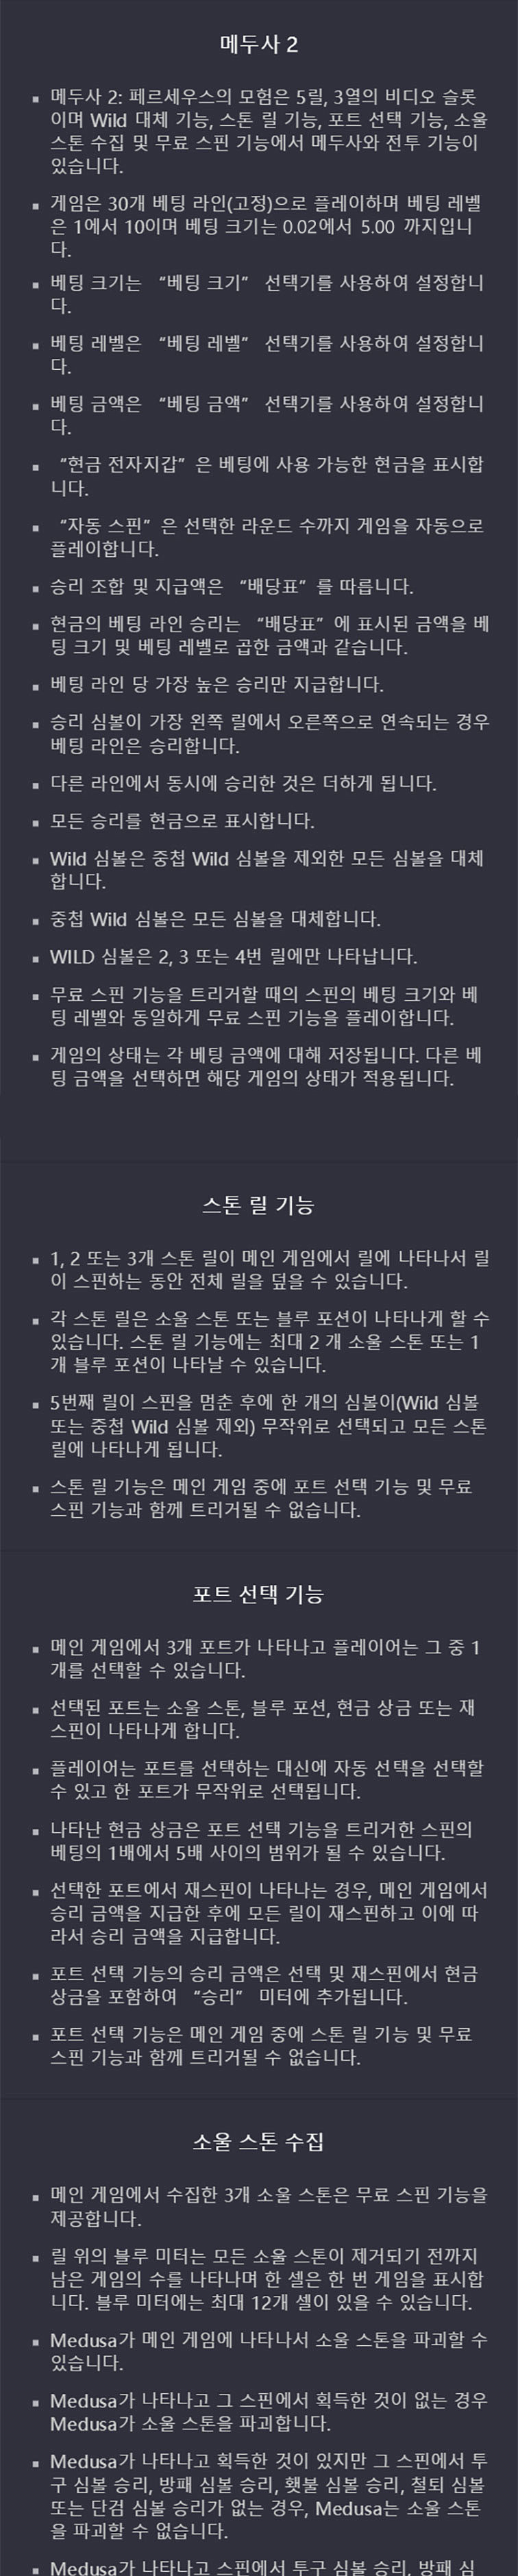 메두사 2
▪ 메두사 2: 페르세우스의 모험은 5릴, 3열의 비디오 슬롯
이며 Wild 대체 기능, 스톤 릴 기능, 포트 선택 기능, 소울
스톤 수집 및 무료 스핀 기능에서 메두사와 전투 기능이
있습니다.
▪ 게임은 30개 베팅 라인(고정)으로 플레이하며 베팅 레벨
은 1에서 10이며 베팅 크기는 0.02에서 5.00 까지입니
다.
▪ 베팅 크기는 “베팅 크기” 선택기를 사용하여 설정합니
다.
▪ 베팅 레벨은 “베팅 레벨” 선택기를 사용하여 설정합니
다.
▪ 베팅 금액은 “베팅 금액” 선택기를 사용하여 설정합니
다.
▪ “현금 전자지갑”은 베팅에 사용 가능한 현금을 표시합
니다.
▪ “자동 스핀”은 선택한 라운드 수까지 게임을 자동으로
플레이합니다.
▪ 승리 조합 및 지급액은 “배당표”를 따릅니다.
▪ 현금의 베팅 라인 승리는 “배당표”에 표시된 금액을 베
팅 크기 및 베팅 레벨로 곱한 금액과 같습니다.
▪ 베팅 라인 당 가장 높은 승리만 지급합니다.
▪ 승리 심볼이 가장 왼쪽 릴에서 오른쪽으로 연속되는 경우
베팅 라인은 승리합니다.
▪ 다른 라인에서 동시에 승리한 것은 더하게 됩니다.
▪ 모든 승리를 현금으로 표시합니다.
▪ Wild 심볼은 중첩 Wild 심볼을 제외한 모든 심볼을 대체
합니다.
▪ 중첩 Wild 심볼은 모든 심볼을 대체합니다.
▪ WILD 심볼은 2, 3 또는 4번 릴에만 나타납니다.
▪ 무료 스핀 기능을 트리거할 때의 스핀의 베팅 크기와 베
팅 레벨와 동일하게 무료 스핀 기능을 플레이합니다.
▪ 게임의 상태는 각 베팅 금액에 대해 저장됩니다. 다른 베
팅 금액을 선택하면 해당 게임의 상태가 적용됩니다.
스톤 릴 기능
▪ 1, 2 또는 3개 스톤 릴이 메인 게임에서 릴에 나타나서 릴
이 스핀하는 동안 전체 릴을 덮을 수 있습니다.
▪ 각 스톤 릴은 소울 스톤 또는 블루 포션이 나타나게 할 수
있습니다. 스톤 릴 기능에는 최대 2 개 소울 스톤 또는 1
개 블루 포션이 나타날 수 있습니다.
▪ 5번째 릴이 스핀을 멈춘 후에 한 개의 심볼이(Wild 심볼
또는 중첩 Wild 심볼 제외) 무작위로 선택되고 모든 스톤
릴에 나타나게 됩니다.
▪ 스톤 릴 기능은 메인 게임 중에 포트 선택 기능 및 무료
스핀 기능과 함께 트리거될 수 없습니다.
포트 선택 기능
▪ 메인 게임에서 3개 포트가 나타나고 플레이어는 그 중 1
개를 선택할 수 있습니다.
▪ 선택된 포트는 소울 스톤, 블루 포션, 현금 상금 또는 재
스핀이 나타나게 합니다.
▪ 플레이어는 포트를 선택하는 대신에 자동 선택을 선택할
수 있고 한 포트가 무작위로 선택됩니다.
▪ 나타난 현금 상금은 포트 선택 기능을 트리거한 스핀의
베팅의 1배에서 5배 사이의 범위가 될 수 있습니다.
▪ 선택한 포트에서 재스핀이 나타나는 경우, 메인 게임에서
승리 금액을 지급한 후에 모든 릴이 재스핀하고 이에 따
라서 승리 금액을 지급합니다.
▪ 포트 선택 기능의 승리 금액은 선택 및 재스핀에서 현금
상금을 포함하여 “승리” 미터에 추가됩니다.
▪ 포트 선택 기능은 메인 게임 중에 스톤 릴 기능 및 무료
스핀 기능과 함께 트리거될 수 없습니다.
소울 스톤 수집
▪ 메인 게임에서 수집한 3개 소울 스톤은 무료 스핀 기능을
제공합니다.
▪ 릴 위의 블루 미터는 모든 소울 스톤이 제거되기 전까지
남은 게임의 수를 나타나며 한 셀은 한 번 게임을 표시합
니다. 블루 미터에는 최대 12개 셀이 있을 수 있습니다.
▪ Medusa가 메인 게임에 나타나서 소울 스톤을 파괴할 수
있습니다.
▪ Medusa가 나타나고 그 스핀에서 획득한 것이 없는 경우
Medusa가 소울 스톤을 파괴합니다.
▪ Medusa가 나타나고 획득한 것이 있지만 그 스핀에서 투
구 심볼 승리, 방패 심볼 승리, 횃불 심볼 승리, 철퇴 심볼
또는 단검 심볼 승리가 없는 경우, Medusa는 소울 스톤
을 파괴할 수 없습니다.
▪ Medusa가 나타나고 스핀에서 투구 심볼 승리, 방패 심